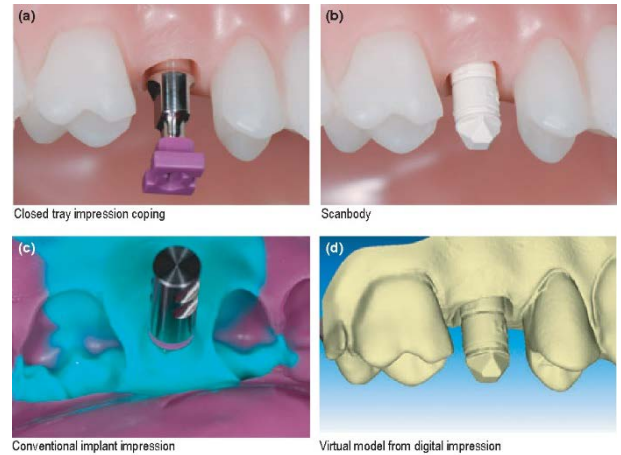 (a)
(b)
Closed tray impression coping
Scanbody
(c)
(d)
Conventional implant impression
Virtual model from digital impression